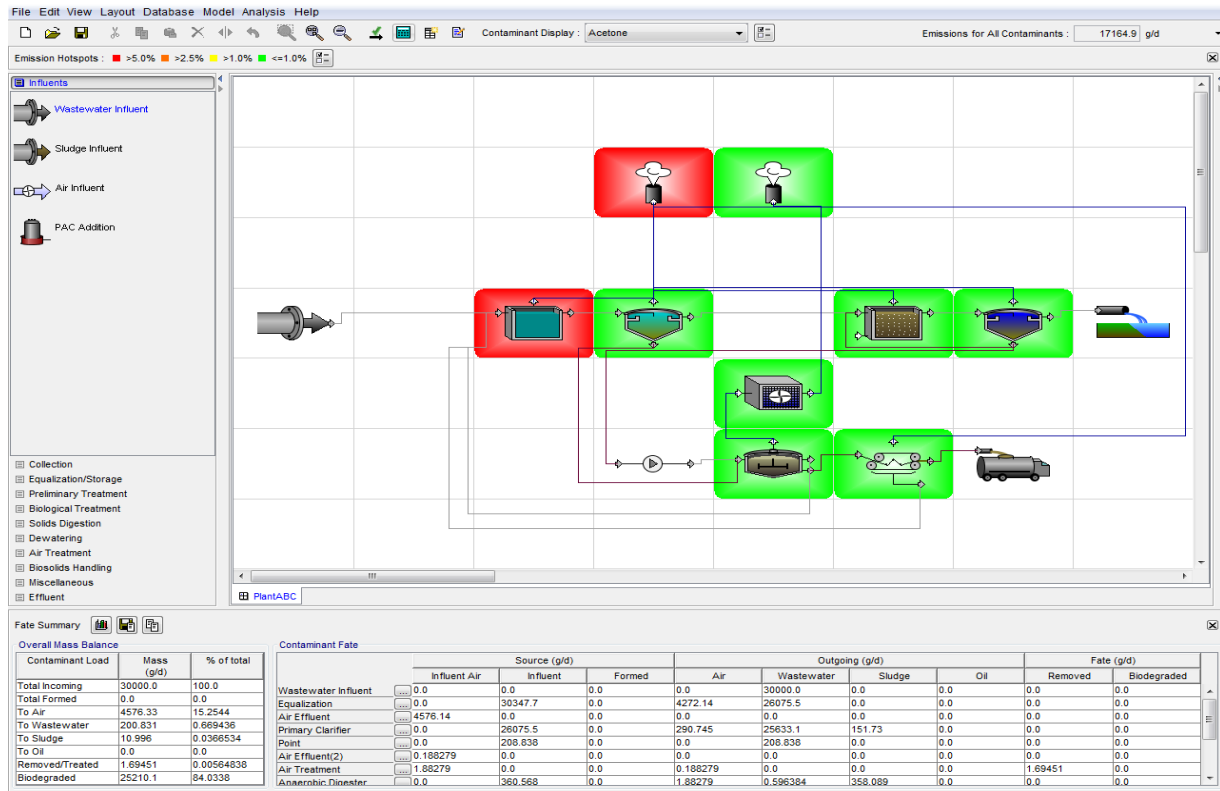 File Edit View Layout Database Model Analysis Help
Contaminant Display : Acetone Emissions for All Contaminants : 17164.9 g/d
Emission Hotspots : >5.0% >2.5% >1.0% <=1.0%
Influents
Wastewater Influent
Sludge Influent
Air Influent
PAC Addition
Collection
Equalization/Storage
Preliminary Treatment
Biological Treatment
Solids Digestion
Dewatering
Air Treatment
Biosolids Handling
Miscellaneous
Effluent
PlantABC
Fate Summary
Overall Mass Balance
Contaminant Load Mass (g/d) % of total
Total Incoming 30000.0 100.0
Total Formed 0.0 0.0
To Air 4576.33 15.2544
To Wastewater 200.831 0.669436
To Sludge 10.996 0.0366534
To Oil 0.0 0.0
Removed/Treated 1.69451 0.00564838
Biodegraded 25210.1 84.0338
Contaminant Fate
Source (g/d) Outgoing (g/d) Fate (g/d)
Influent Air Influent Formed Air Wastewater Sludge Oil Removed Biodegraded
Wastewater Influent ... 0.0 0.0 0.0 0.0 30000.0 0.0 0.0 0.0 0.0
Equalization ... 0.0 30347.7 0.0 4272.14 26075.5 0.0 0.0 0.0 0.0
Air Effluent ... 4576.14 0.0 0.0 0.0 0.0 0.0 0.0 0.0 0.0
Primary Clarifier ... 0.0 26075.5 0.0 290.745 25633.1 151.73 0.0 0.0 0.0
Point ... 0.0 208.838 0.0 0.0 208.838 0.0 0.0 0.0 0.0
Air Effluent(2) ... 0.188279 0.0 0.0 0.0 0.0 0.0 0.0 0.0 0.0
Air Treatment ... 1.88279 0.0 0.0 0.188279 0.0 0.0 0.0 1.69451 0.0
Anaerobic Digester ... 0.0 360.568 0.0 1.88279 0.596384 358.089 0.0 0.0 0.0